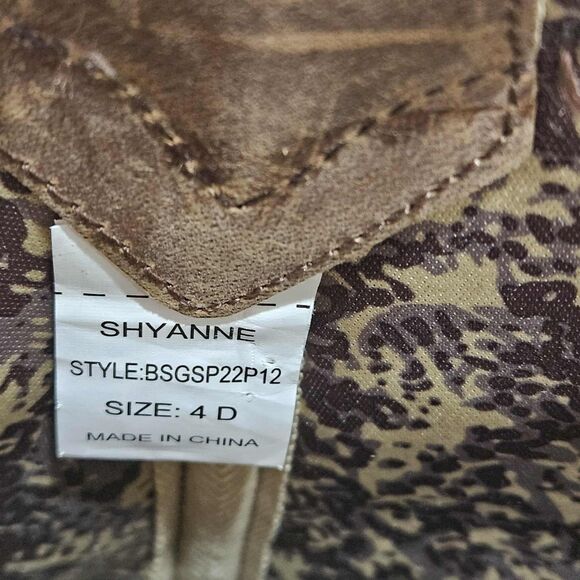 SHYANNE
STYLE:BSGSP22P12
SIZE: 4 D
MADE IN CHINA